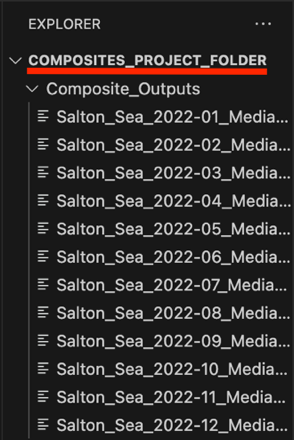 EXPLORER
COMPOSITES_PROJECT_FOLDER
Composite_Outputs
Salton_Sea_2022-01_Media...
Salton_Sea_2022-02_Media...
Salton_Sea_2022-03_Media...
Salton_Sea_2022-04_Media...
Salton_Sea_2022-05_Media...
Salton_Sea_2022-06_Media...
Salton_Sea_2022-07_Media...
Salton_Sea_2022-08_Media...
Salton_Sea_2022-09_Media...
Salton_Sea_2022-10_Media...
Salton_Sea_2022-11_Media...
Salton_Sea_2022-12_Media...